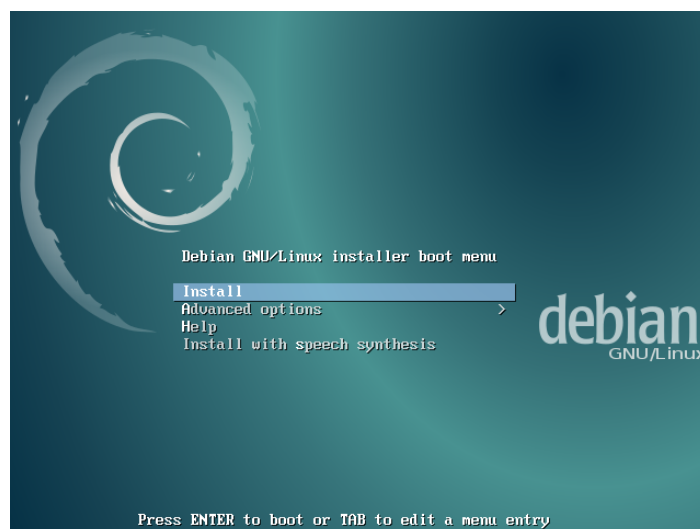 Debian GNU/Linux installer boot menu
Install
Advanced options >
Help
Install with speech synthesis
debian
GNU/Linux
Press ENTER to boot or TAB to edit a menu entry